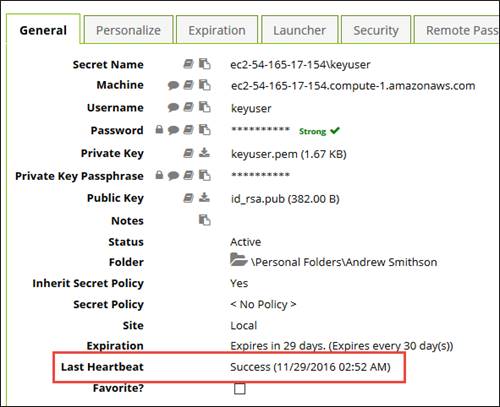 General Personalize Expiration Launcher Security Remote Pass
Secret Name ec2-54-165-17-154\keyuser
Machine ec2-54-165-17-154.compute-1.amazonaws.com
Username keyuser
Password ********** Strong
Private Key keyuser.pem (1.67 KB)
Private Key Passphrase **********
Public Key id_rsa.pub (382.00 B)
Notes
Status Active
Folder \Personal Folders\Andrew Smithson
Inherit Secret Policy Yes
Secret Policy < No Policy >
Site Local
Expiration Expires in 29 days. (Expires every 30 day(s))
Last Heartbeat Success (11/29/2016 02:52 AM)
Favorite?